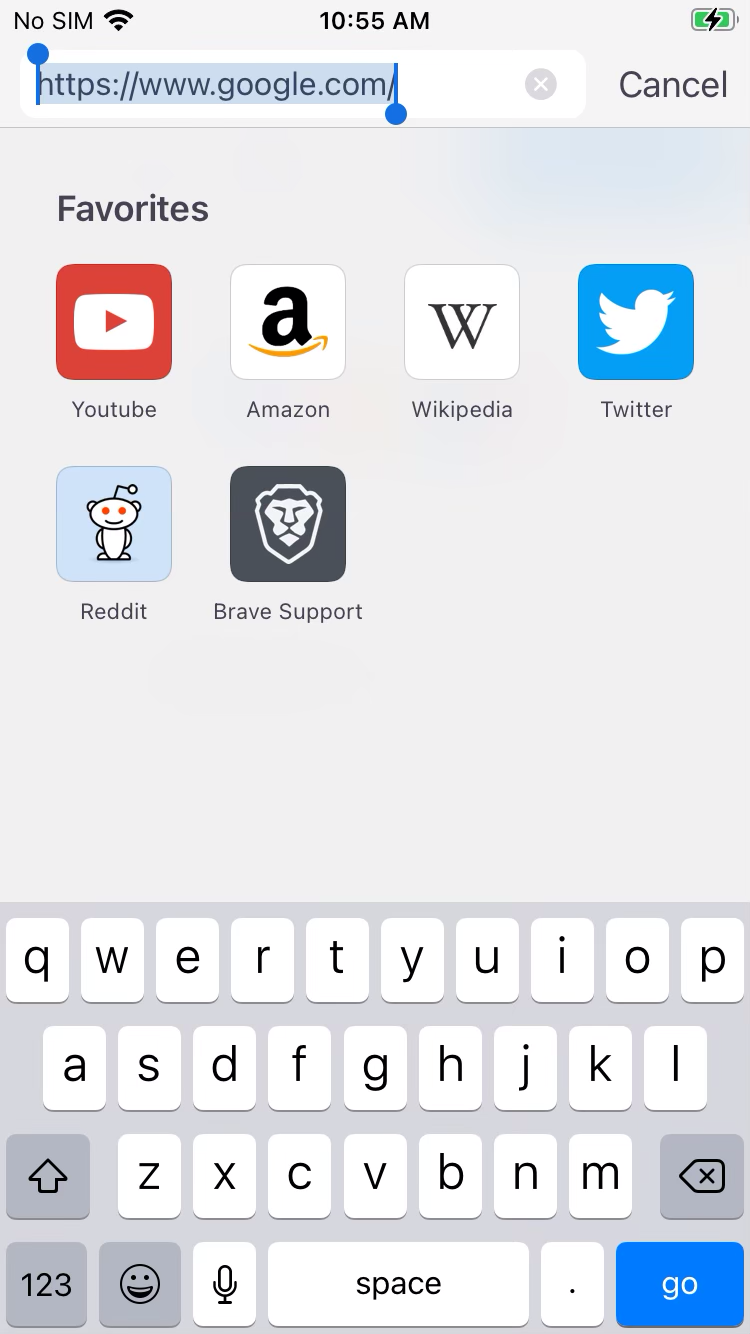 No SIM 10:55 AM
https://www.google.com/ Cancel
Favorites
a W
Youtube Amazon Wikipedia Twitter
Reddit Brave Support
q w e r t y u i o p
a s d f g h j k l
z x c v b n m
123 space . go